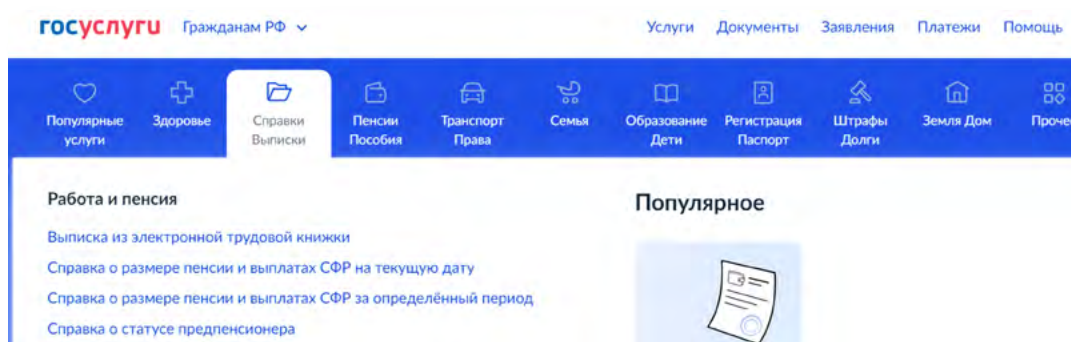 госуслуги Гражданам РФ
Услуги Документы Заявления Платежи Помощь
Популярные услуги
Здоровье
Справки Выписки
Пенсии Пособия
Транспорт Права
Семья
Образование Дети
Регистрация Паспорт
Штрафы Долги
Земля Дом
Работа и пенсия
Выписка из электронной трудовой книжки
Справка о размере пенсии и выплатах СФР на текущую дату
Справка о размере пенсии и выплатах СФР за определённый период
Справка о статусе предпенсионера
Популярное